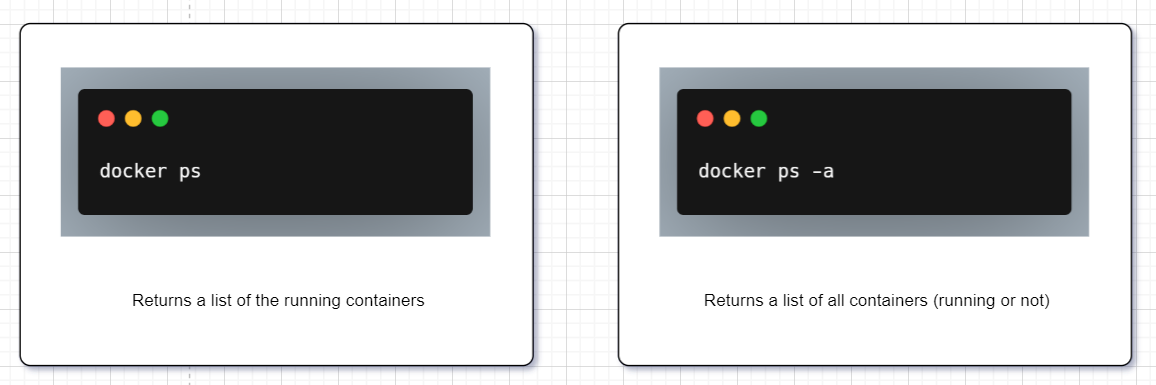 docker ps
Returns a list of the running containers
docker ps -a
Returns a list of all containers (running or not)